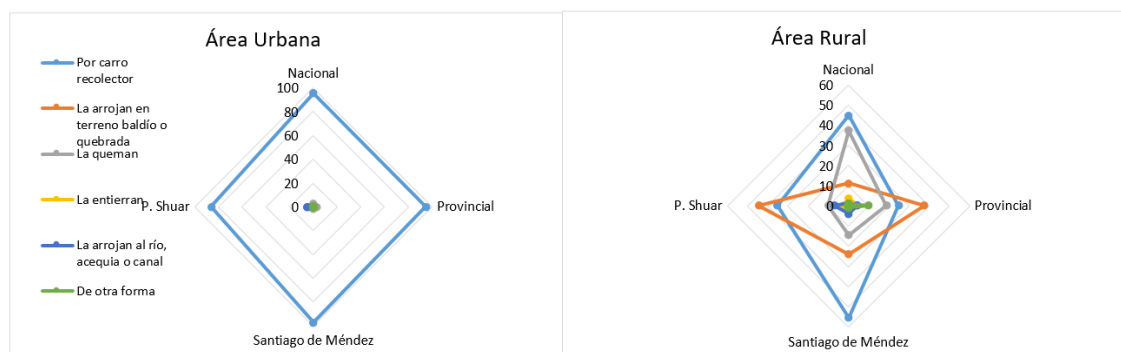 Área Urbana
Por carro
recolector
La arrojan en
terreno baldío o
quebrada
La queman
La entierran
La arrojan al río,
acequia o canal
De otra forma
Nacional
100
80
60
40
20
0
P. Shuar
Provincial
Santiago de Méndez
Área Rural
Nacional
60
50
40
30
20
10
0
P. Shuar
Provincial
Santiago de Méndez